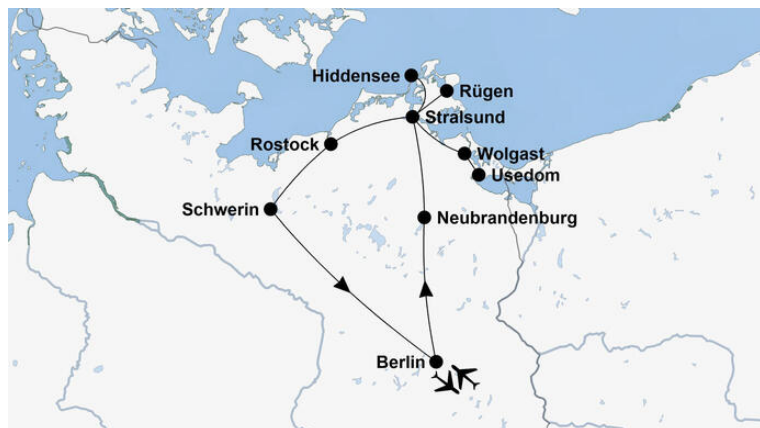 Hiddensee
Rügen
Stralsund
Rostock
Wolgast
Usedom
Schwerin
Neubrandenburg
Berlin